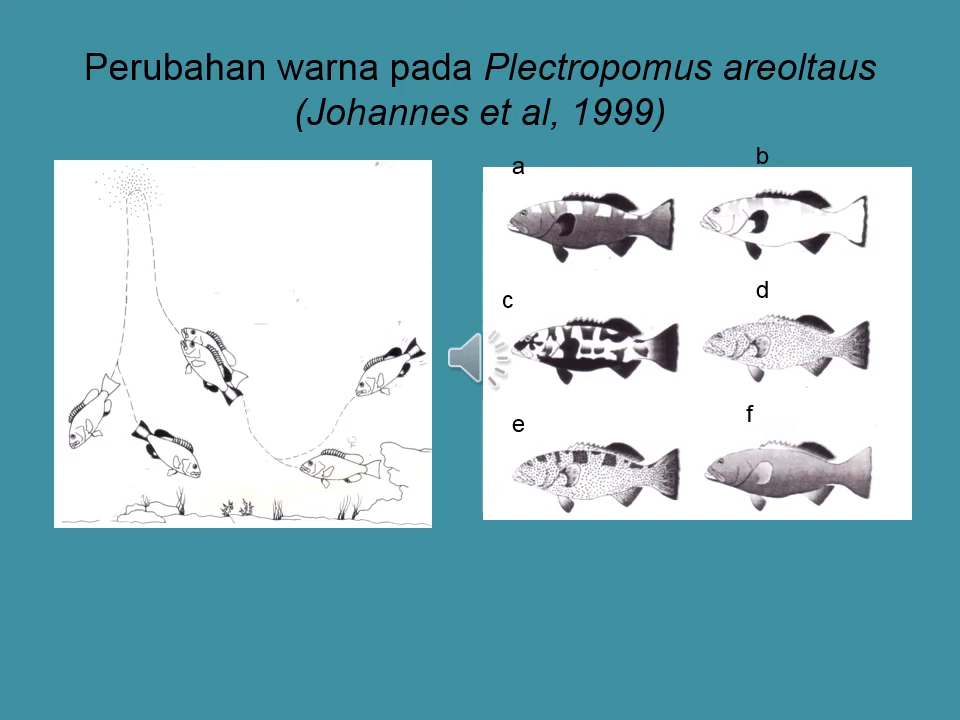 Perubahan warna pada Plectropomus areoltaus
(Johannes et al, 1999)
a
b
c
d
e
f